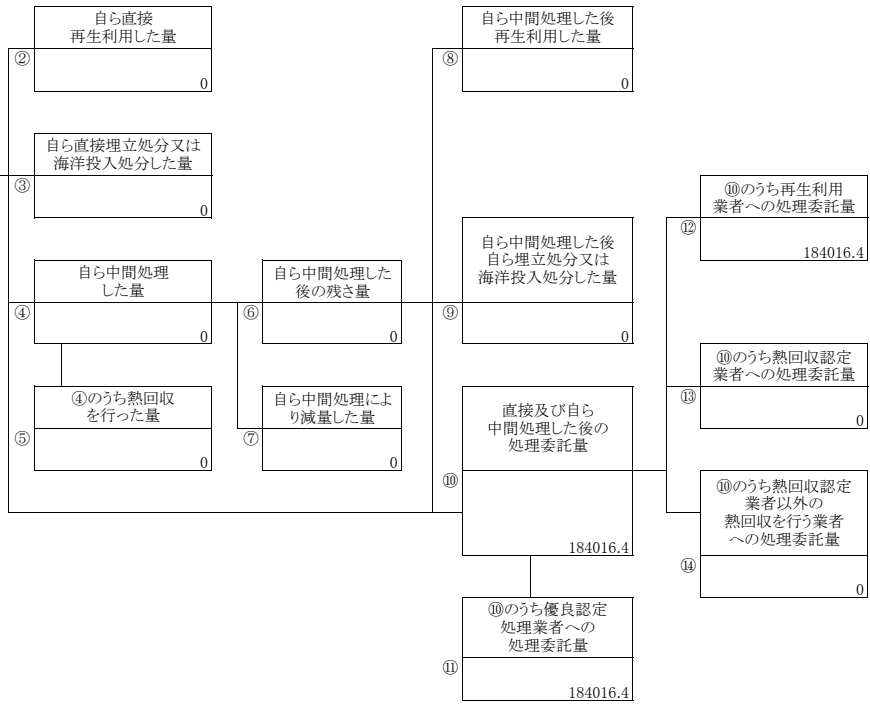 自ら直接
再生利用した量
②
0
自ら中間処理した後
再生利用した量
⑧
0
自ら直接埋立処分又は
海洋投入処分した量
③
0
⑩のうち再生利用
業者への処理委託量
⑫
184016.4
自ら中間処理
した量
④
0
自ら中間処理した
後の残さ量
⑥
0
自ら中間処理した後
自ら埋立処分又は
海洋投入処分した量
⑨
0
⑩のうち熱回収認定
業者への処理委託量
⑬
0
④のうち熱回収
を行った量
⑤
0
自ら中間処理によ
り減量した量
⑦
0
直接及び自ら
中間処理した後の
処理委託量
⑩
184016.4
⑩のうち熱回収認定
業者以外の
熱回収を行う業者
への処理委託量
⑭
0
⑩のうち優良認定
処理業者への
処理委託量
⑪
184016.4